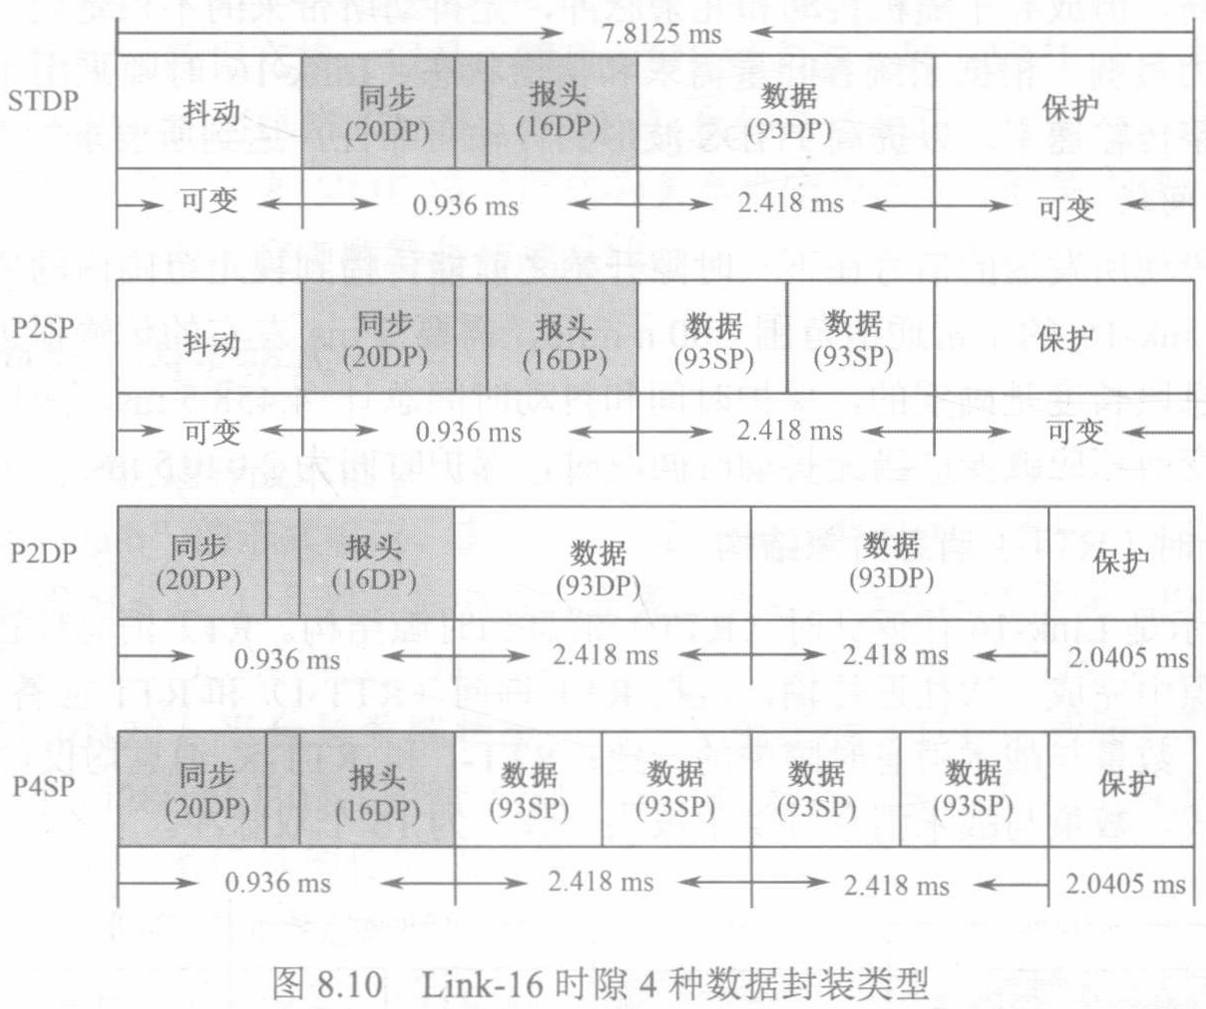 7.8125 ms
STDP
抖动
同步
(20DP)
报头
(16DP)
数据
(93DP)
保护
可变
0.936 ms
2.418 ms
可变
P2SP
抖动
同步
(20DP)
报头
(16DP)
数据
(93SP)
数据
(93SP)
保护
可变
0.936 ms
2.418 ms
可变
P2DP
同步
(20DP)
报头
(16DP)
数据
(93DP)
数据
(93DP)
保护
0.936 ms
2.418 ms
2.418 ms
2.0405 ms
P4SP
同步
(20DP)
报头
(16DP)
数据
(93SP)
数据
(93SP)
数据
(93SP)
数据
(93SP)
保护
0.936 ms
2.418 ms
2.418 ms
2.0405 ms
图 8.10 Link-16 时隙 4 种数据封装类型